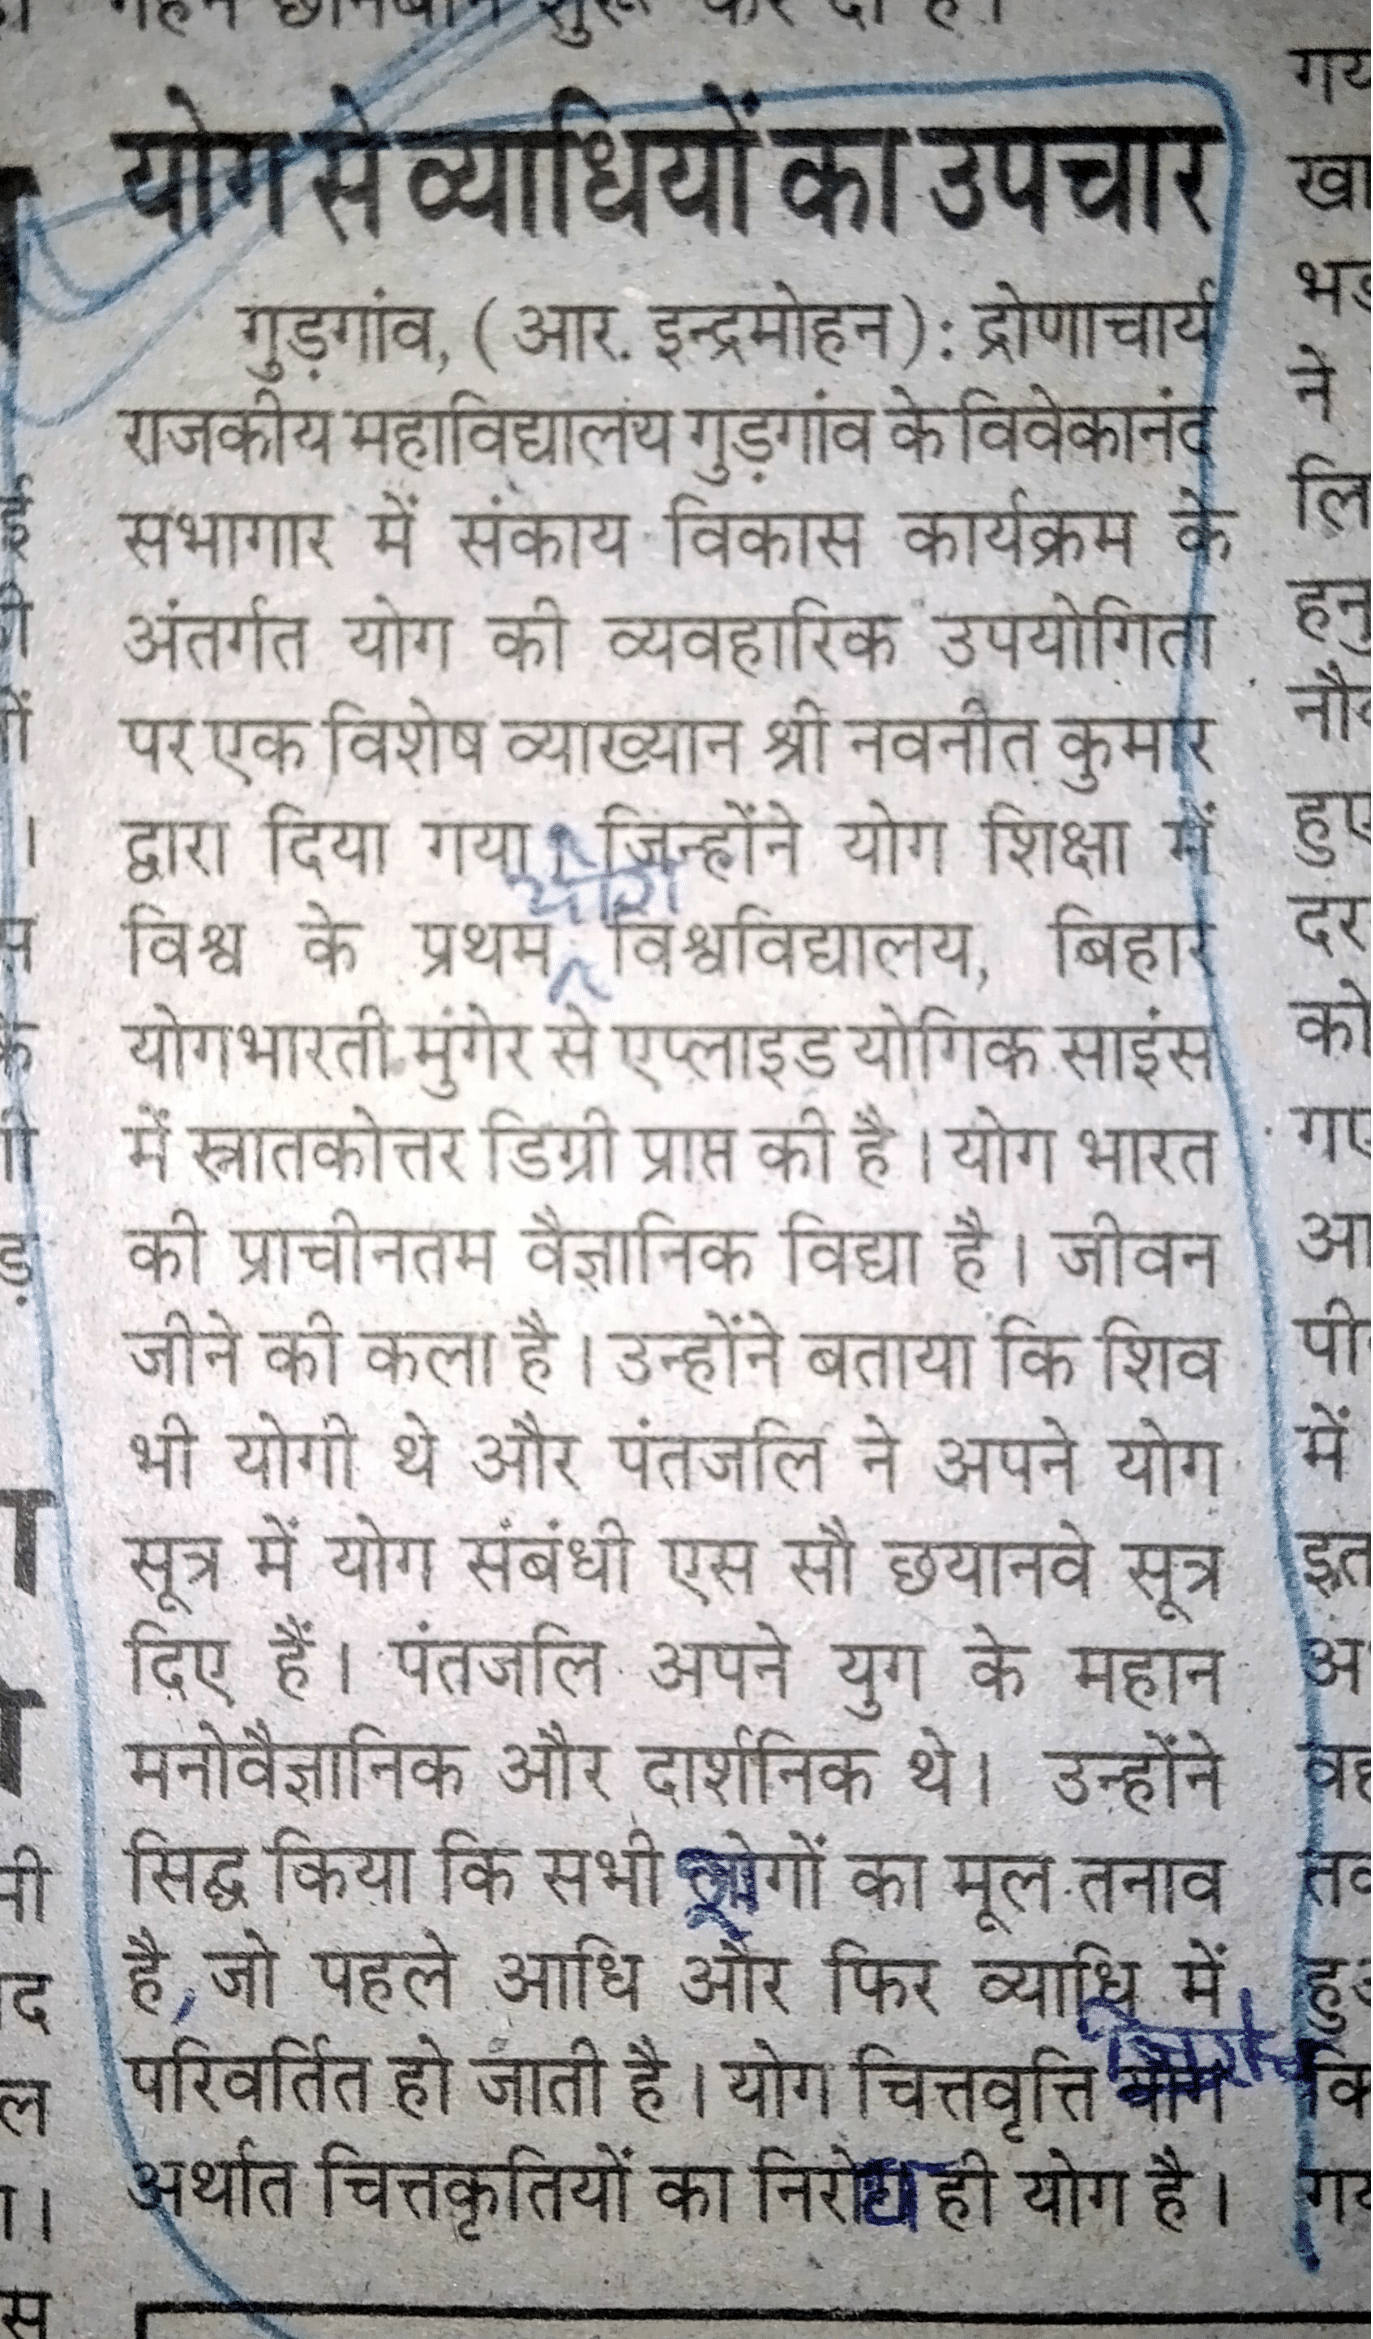 योग से व्याधियों का उपचार
गुड़गांव, (आर. इन्द्रमोहन): द्रोणाचार्य
राजकीय महाविद्यालय गुड़गांव के विवेकानंद
सभागार में संकाय विकास कार्यक्रम के
अंतर्गत योग की व्यवहारिक उपयोगिता
पर एक विशेष व्याख्यान श्री नवनीत कुमार
द्वारा दिया गया। जिन्होंने योग शिक्षा में
योग
विश्व के प्रथम विश्वविद्यालय, बिहार
योगभारती मुंगेर से एप्लाइड योगिक साइंस
में स्नातकोत्तर डिग्री प्राप्त की है। योग भारत
की प्राचीनतम वैज्ञानिक विद्या है। जीवन
जीने की कला है। उन्होंने बताया कि शिव
भी योगी थे और पंतजलि ने अपने योग
सूत्र में योग संबंधी एस सौ छयानवे सूत्र
दिए हैं। पंतजलि अपने युग के महान
मनोवैज्ञानिक और दार्शनिक थे। उन्होंने
सिद्ध किया कि सभी रोगों का मूल तनाव
है, जो पहले आधि और फिर व्याधि में
निरोध
परिवर्तित हो जाती है। योग चित्तवृत्ति
अर्थात चित्तकृतियों का निरोध ही योग है।